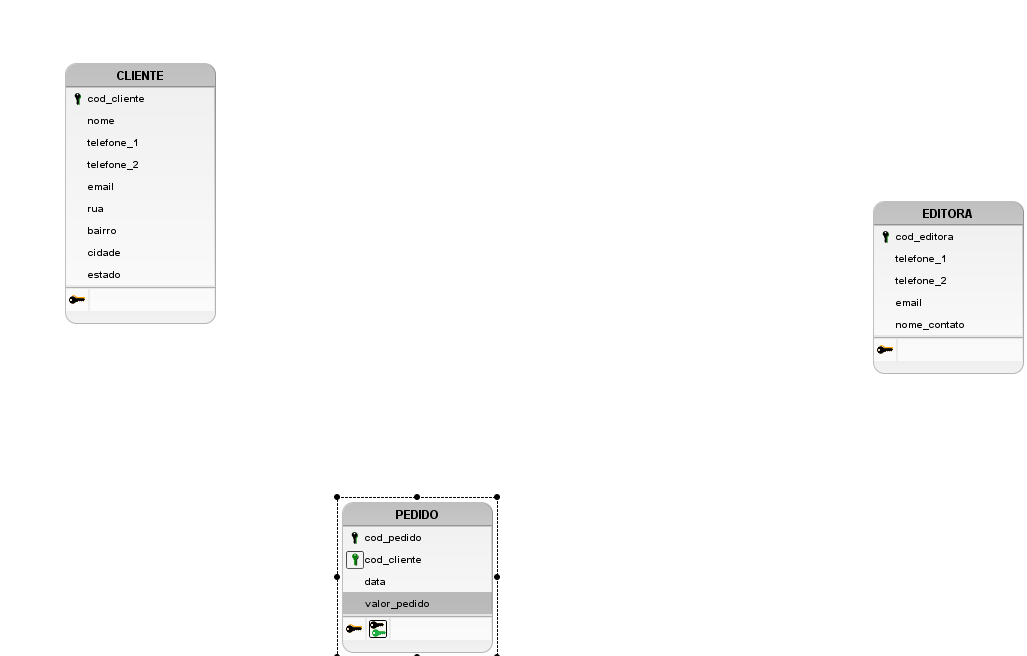 CLIENTE
cod_cliente
nome
telefone_1
telefone_2
email
rua
bairro
cidade
estado
EDITORA
cod_editora
telefone_1
telefone_2
email
nome_contato
PEDIDO
cod_pedido
cod_cliente
data
valor_pedido